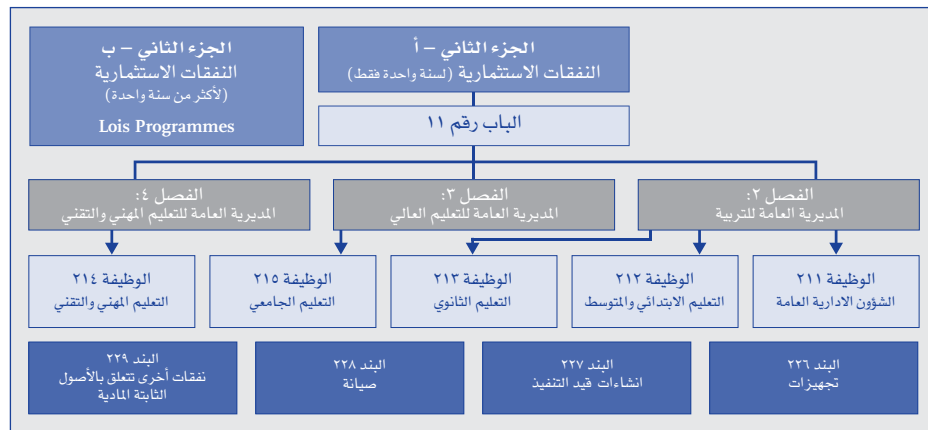 الجزء الثاني – أ
النفقات الاستثمارية (لسنة واحدة فقط)
الجزء الثاني – ب
النفقات الاستثمارية
(لأكثر من سنة واحدة)
Lois Programmes
الباب رقم ١١
الفصل ٢:
المديرية العامة للتربية
الفصل ٣:
المديرية العامة للتعليم العالي
الفصل ٤:
المديرية العامة للتعليم المهني والتقني
الوظيفة ٢١١
الشؤون الادارية العامة
الوظيفة ٢١٢
التعليم الابتدائي والمتوسط
الوظيفة ٢١٣
التعليم الثانوي
الوظيفة ٢١٥
التعليم الجامعي
الوظيفة ٢١٤
التعليم المهني والتقني
البند ٢٢٦
تجهيزات
البند ٢٢٧
انشاءات قيد التنفيذ
البند ٢٢٨
صيانة
البند ٢٢٩
نفقات أخرى تتعلق بالأصول
الثابتة المادية